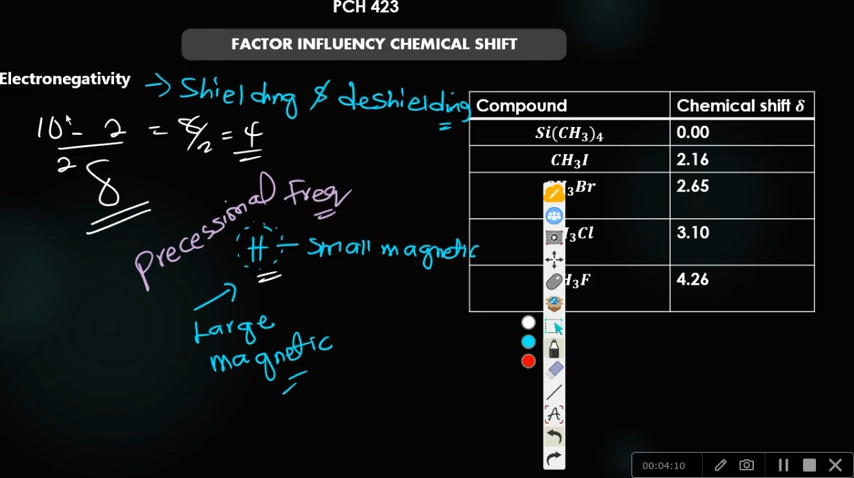 PCH 423
FACTOR INFLUENCY CHEMICAL SHIFT
Electronegativity → Shielding & deshielding
10 - 2 = 8/2 = 4
2
8
Precessional Freq
H – Small magnetic
Large
magnetic
Compound Chemical shift δ
Si(CH₃)₄ 0.00
CH₃I 2.16
₃Br 2.65
₃Cl 3.10
₃F 4.26
A
00:04:10